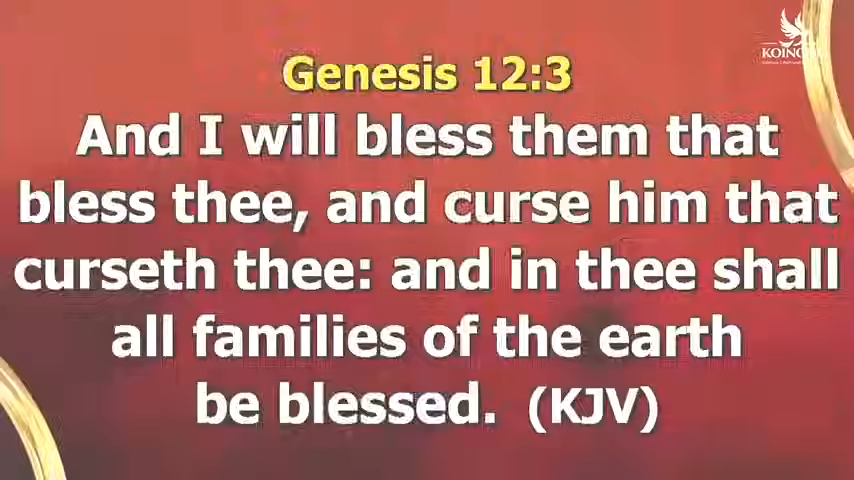 KOINONIA
Genesis 12:3
And I will bless them that
bless thee, and curse him that
curseth thee: and in thee shall
all families of the earth
be blessed. (KJV)